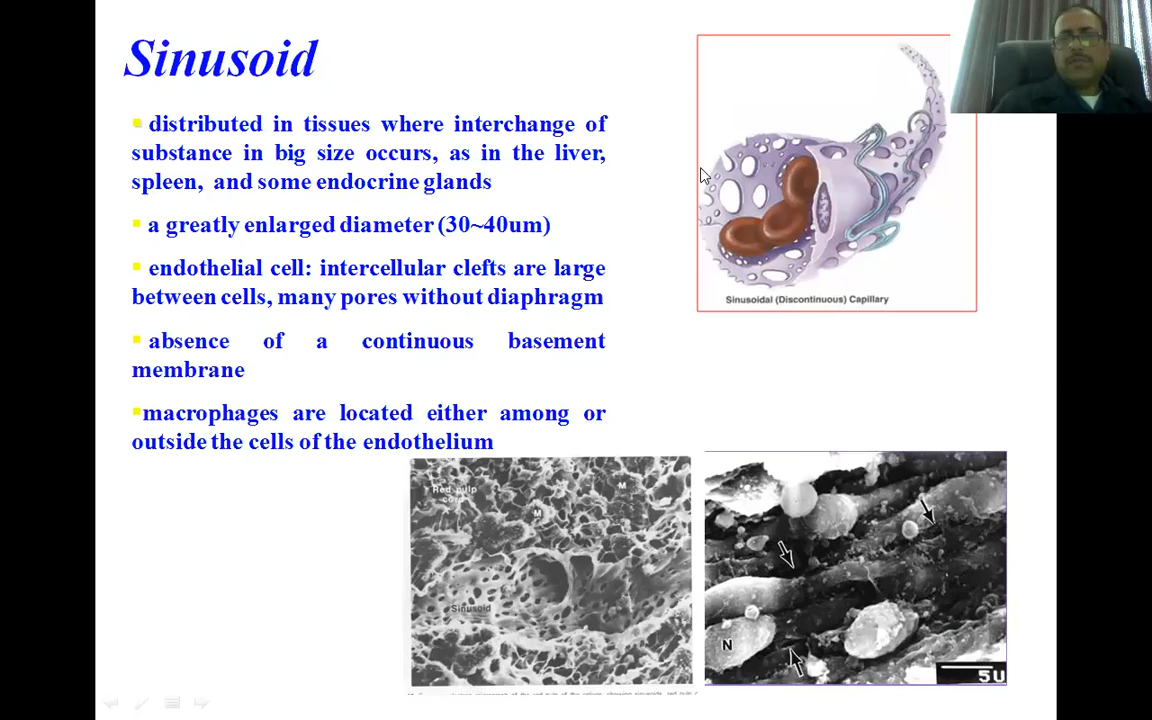 Sinusoid
distributed in tissues where interchange of
substance in big size occurs, as in the liver,
spleen, and some endocrine glands
a greatly enlarged diameter (30~40um)
endothelial cell: intercellular clefts are large
between cells, many pores without diaphragm
absence of a continuous basement
membrane
macrophages are located either among or
outside the cells of the endothelium
Sinusoidal (Discontinuous) Capillary
Red pulp
cord
M
M
Sinusoid
N
5U